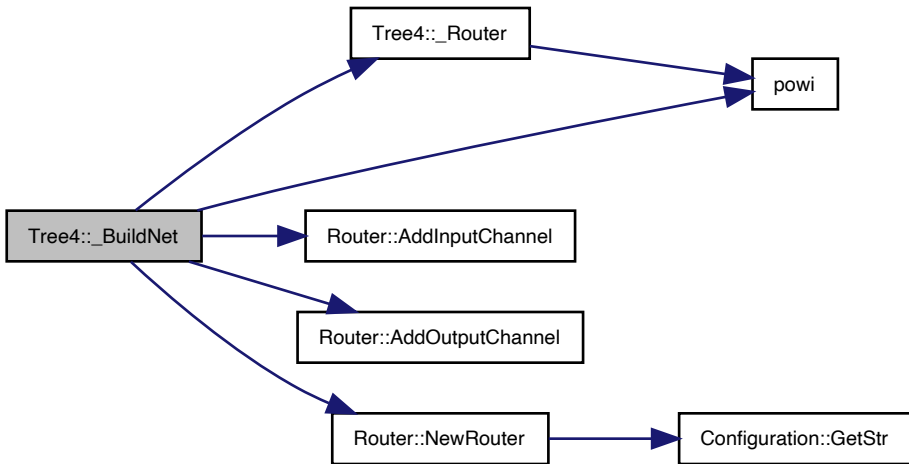 Tree4::_Router
powi
Tree4::_BuildNet
Router::AddInputChannel
Router::AddOutputChannel
Router::NewRouter
Configuration::GetStr